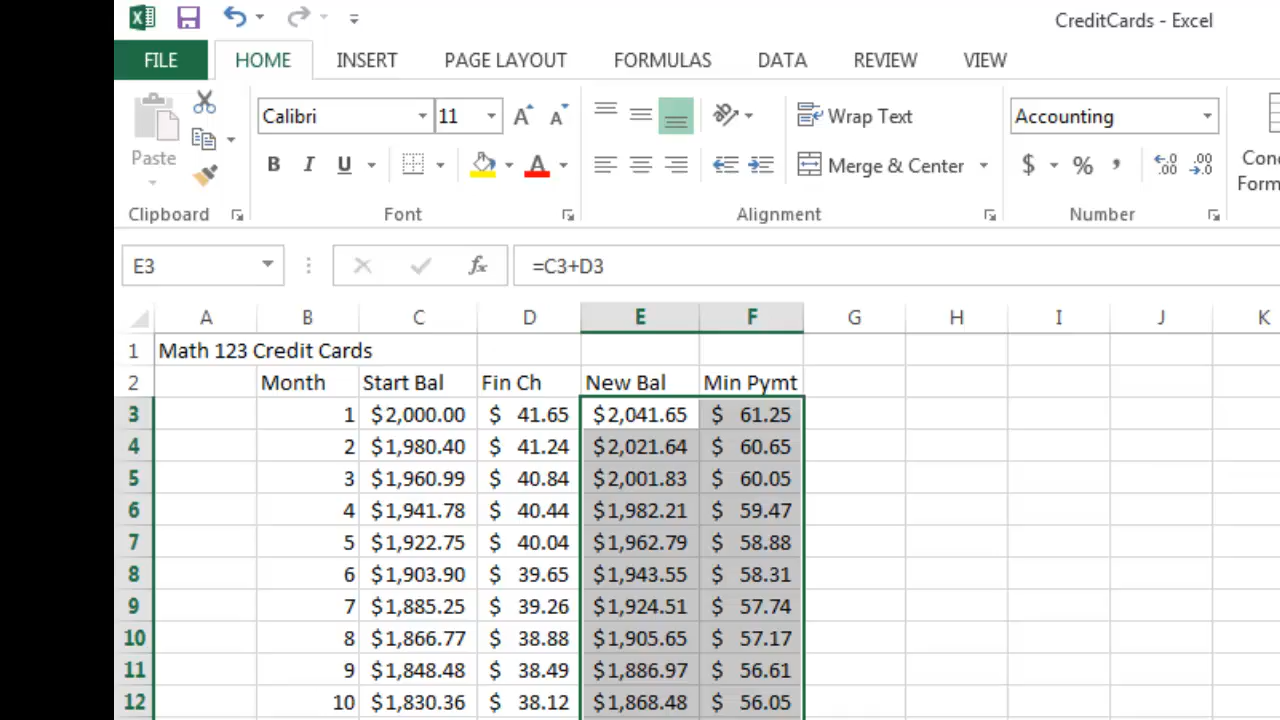 CreditCards - Excel
FILE HOME INSERT PAGE LAYOUT FORMULAS DATA REVIEW VIEW
Calibri 11 A A Wrap Text Accounting
Paste B I U A Merge & Center $ % , .00 .00 Cond
Form
Clipboard Font Alignment Number
E3 fx =C3+D3
A B C D E F G H I J K
1 Math 123 Credit Cards
2 Month Start Bal Fin Ch New Bal Min Pymt
3 1 $2,000.00 $ 41.65 $2,041.65 $ 61.25
4 2 $1,980.40 $ 41.24 $2,021.64 $ 60.65
5 3 $1,960.99 $ 40.84 $2,001.83 $ 60.05
6 4 $1,941.78 $ 40.44 $1,982.21 $ 59.47
7 5 $1,922.75 $ 40.04 $1,962.79 $ 58.88
8 6 $1,903.90 $ 39.65 $1,943.55 $ 58.31
9 7 $1,885.25 $ 39.26 $1,924.51 $ 57.74
10 8 $1,866.77 $ 38.88 $1,905.65 $ 57.17
11 9 $1,848.48 $ 38.49 $1,886.97 $ 56.61
12 10 $1,830.36 $ 38.12 $1,868.48 $ 56.05